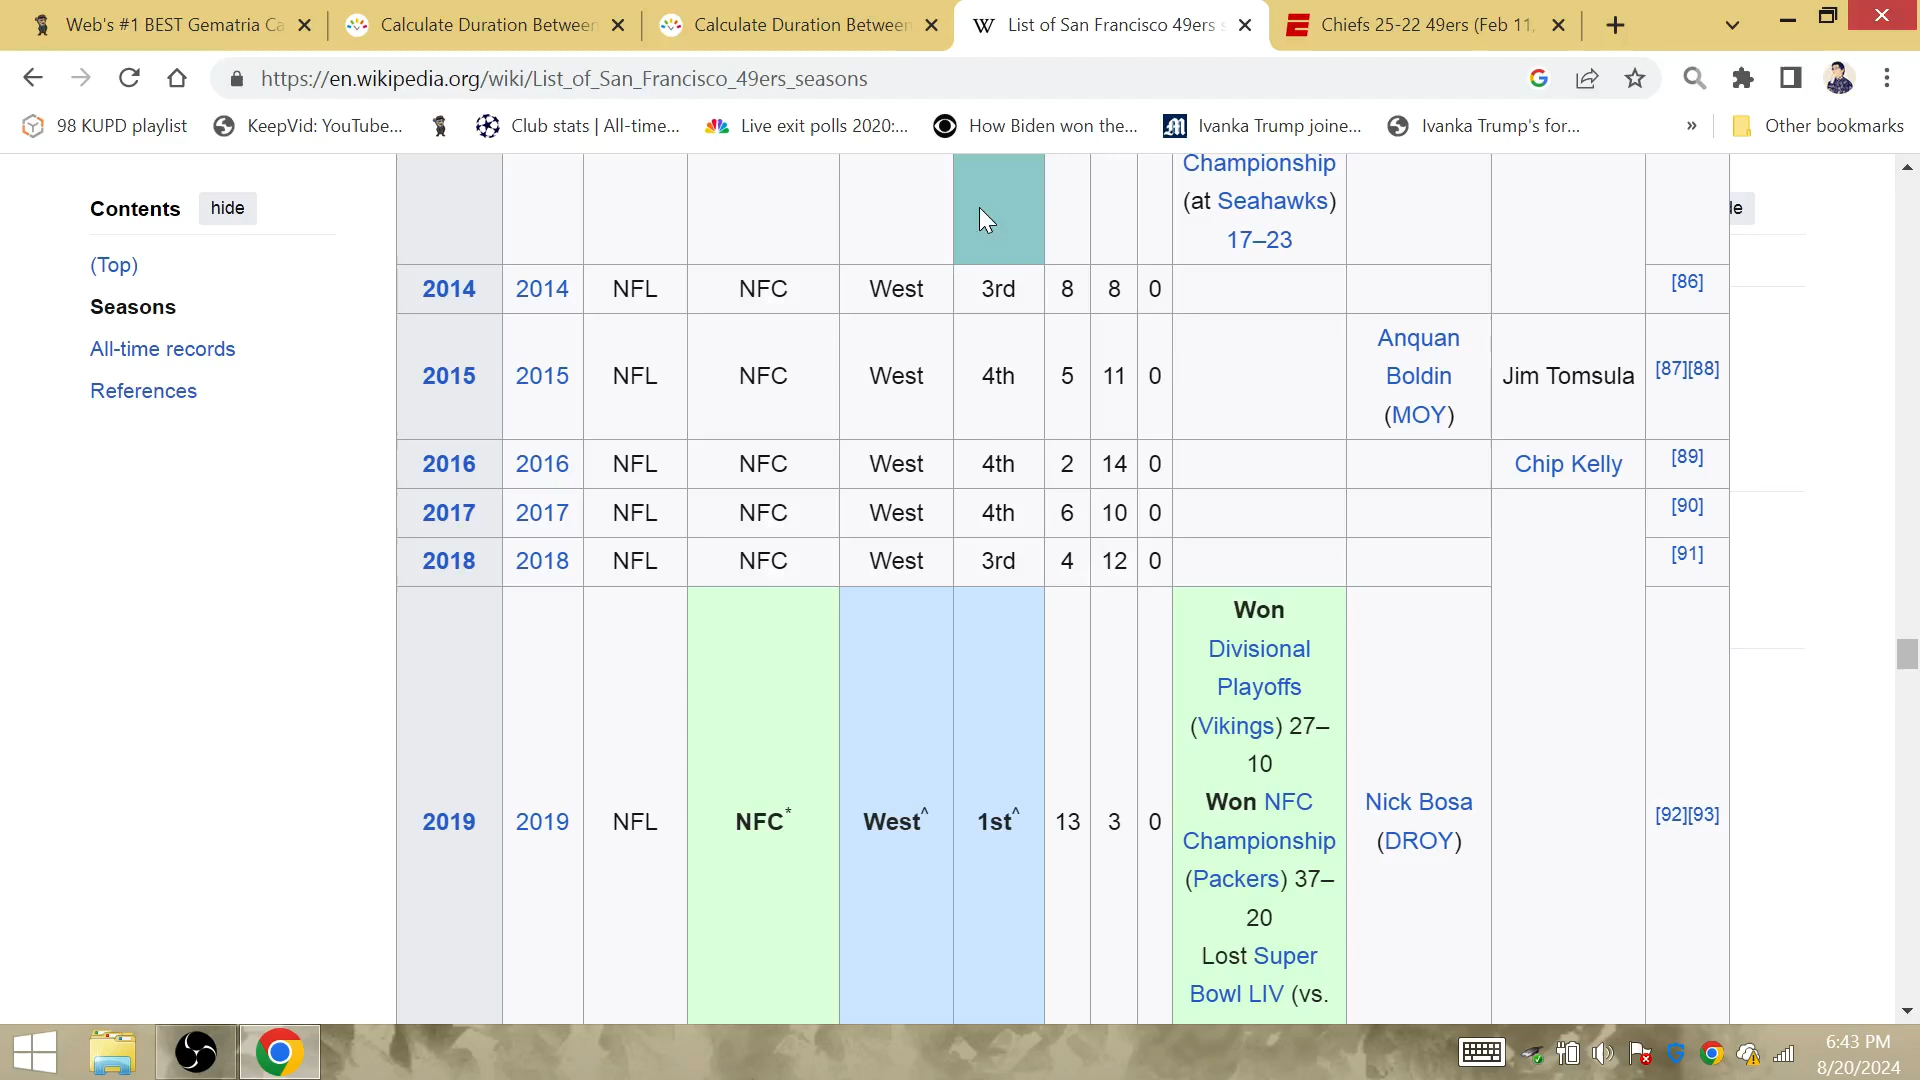 Web's #1 BEST Gematria Ca
Calculate Duration Between
Calculate Duration Between
List of San Francisco 49ers s
Chiefs 25-22 49ers (Feb 11,
https://en.wikipedia.org/wiki/List_of_San_Francisco_49ers_seasons
98 KUPD playlist
KeepVid: YouTube...
Club stats | All-time...
Live exit polls 2020:...
How Biden won the...
Ivanka Trump joine...
Ivanka Trump's for...
»
Other bookmarks
Contents hide
(Top)
Seasons
All-time records
References
de
Championship
(at Seahawks)
17–23
2014 2014 NFL NFC West 3rd 8 8 0 [86]
2015 2015 NFL NFC West 4th 5 11 0 Anquan Boldin (MOY) Jim Tomsula [87][88]
2016 2016 NFL NFC West 4th 2 14 0 Chip Kelly [89]
2017 2017 NFL NFC West 4th 6 10 0 [90]
2018 2018 NFL NFC West 3rd 4 12 0 [91]
2019 2019 NFL NFC* West^ 1st^ 13 3 0
Won
Divisional
Playoffs
(Vikings) 27–
10
Won NFC
Championship
(Packers) 37–
20
Lost Super
Bowl LIV (vs.
Nick Bosa
(DROY)
[92][93]
6:43 PM
8/20/2024